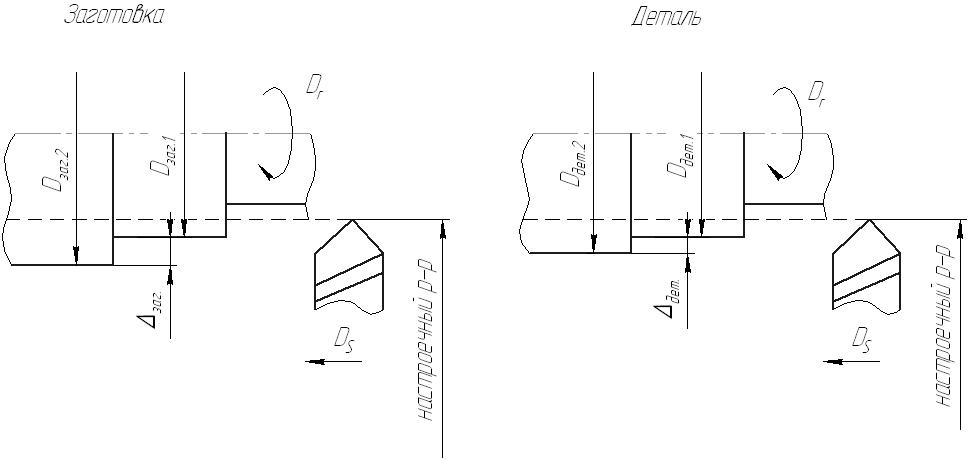 Заготовка
Деталь
Dr
Dr
Dзаг.2
Dзаг.1
Dдет.2
Dдет.1
Δзаг.
Δдет.
настроечный р-р
настроечный р-р
DS
DS